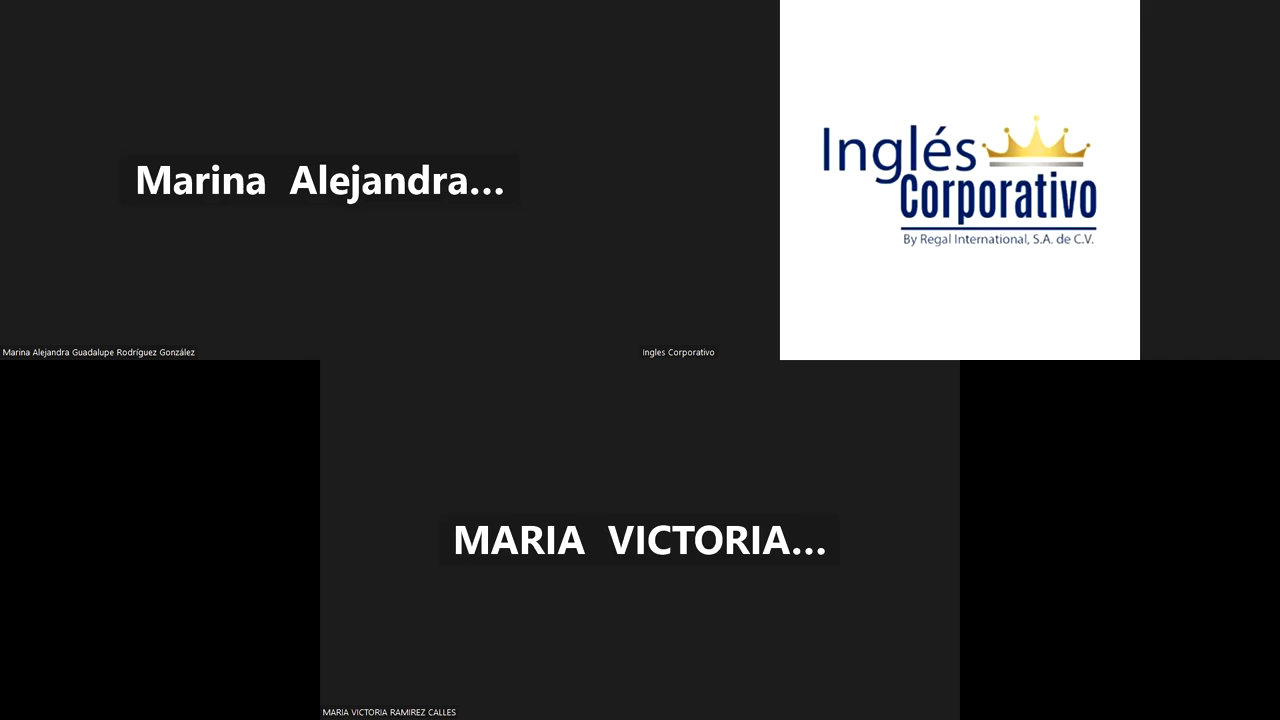 Marina Alejandra...
Inglés
Corporativo
By Regal International, S.A. de C.V.
Marina Alejandra Guadalupe Rodríguez González
Ingles Corporativo
MARIA VICTORIA...
MARIA VICTORIA RAMIREZ CALLES